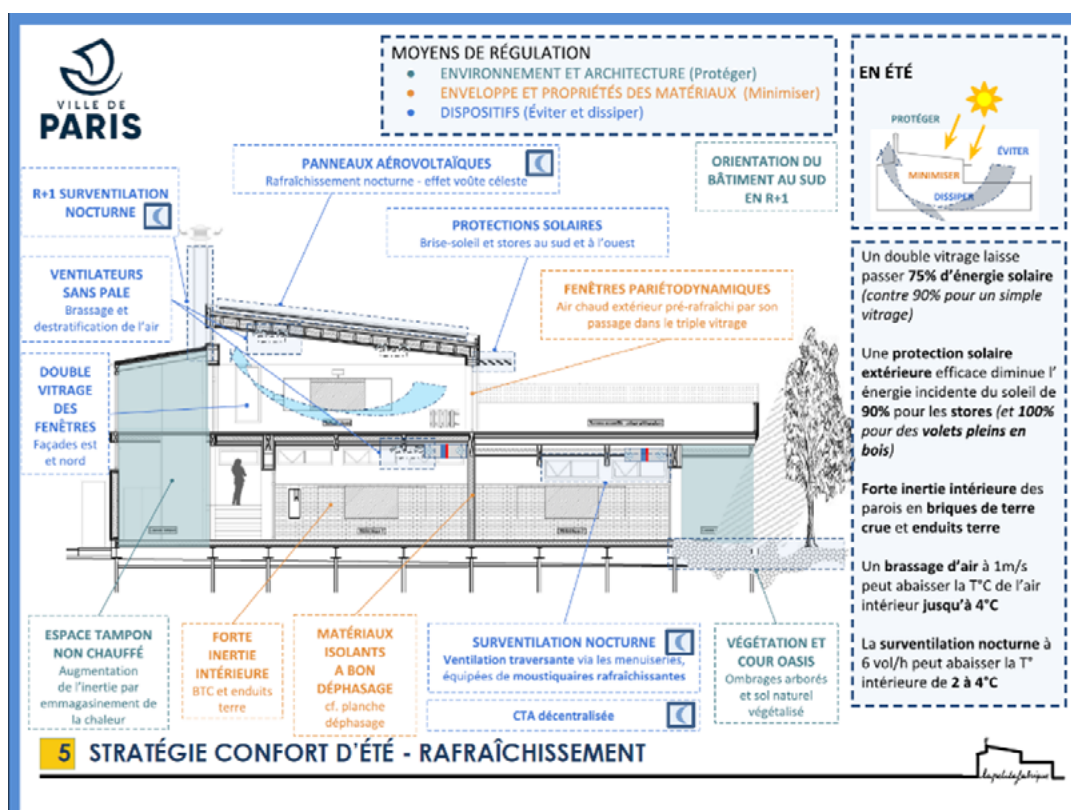 VILLE DE
PARIS
MOYENS DE RÉGULATION
● ENVIRONNEMENT ET ARCHITECTURE (Protéger)
● ENVELOPPE ET PROPRIÉTÉS DES MATÉRIAUX (Minimiser)
● DISPOSITIFS (Éviter et dissiper)
EN ÉTÉ
PROTÉGER
ÉVITER
MINIMISER
DISSIPER
PANNEAUX AÉROVOLTAÏQUES
Rafraîchissement nocturne - effet voûte céleste
ORIENTATION DU
BÂTIMENT AU SUD
EN R+1
R+1 SURVENTILATION
NOCTURNE
PROTECTIONS SOLAIRES
Brise-soleil et stores au sud et à l'ouest
VENTILATEURS
SANS PALE
Brassage et
destratification de l'air
FENÊTRES PARIÉTODYNAMIQUES
Air chaud extérieur pré-rafraîchi par son
passage dans le triple vitrage
DOUBLE
VITRAGE
DES
FENÊTRES
Façades est
et nord
Un double vitrage laisse
passer 75% d'énergie solaire
(contre 90% pour un simple
vitrage)
Une protection solaire
extérieure efficace diminue l'
énergie incidente du soleil de
90% pour les stores (et 100%
pour des volets pleins en
bois)
Forte inertie intérieure des
parois en briques de terre
crue et enduits terre
Un brassage d'air à 1m/s
peut abaisser la T°C de l'air
intérieur jusqu'à 4°C
La surventilation nocturne à
6 vol/h peut abaisser la T°
intérieure de 2 à 4°C
ESPACE TAMPON
NON CHAUFFÉ
Augmentation
de l'inertie par
emmagasinement de
la chaleur
FORTE
INERTIE
INTÉRIEURE
BTC et enduits
terre
MATÉRIAUX
ISOLANTS
A BON
DÉPHASAGE
cf. planche
déphasage
SURVENTILATION NOCTURNE
Ventilation traversante via les menuiseries,
équipées de moustiquaires rafraîchissantes
CTA décentralisée
VÉGÉTATION ET
COUR OASIS
Ombrages arborés
et sol naturel
végétalisé
5 STRATÉGIE CONFORT D'ÉTÉ - RAFRAÎCHISSEMENT
lapetitefabrique